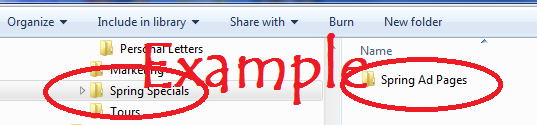 Organize Include in library Share with Burn New folder
Personal Letters
Name
Marketing
Example
Spring Specials
Spring Ad Pages
Tours